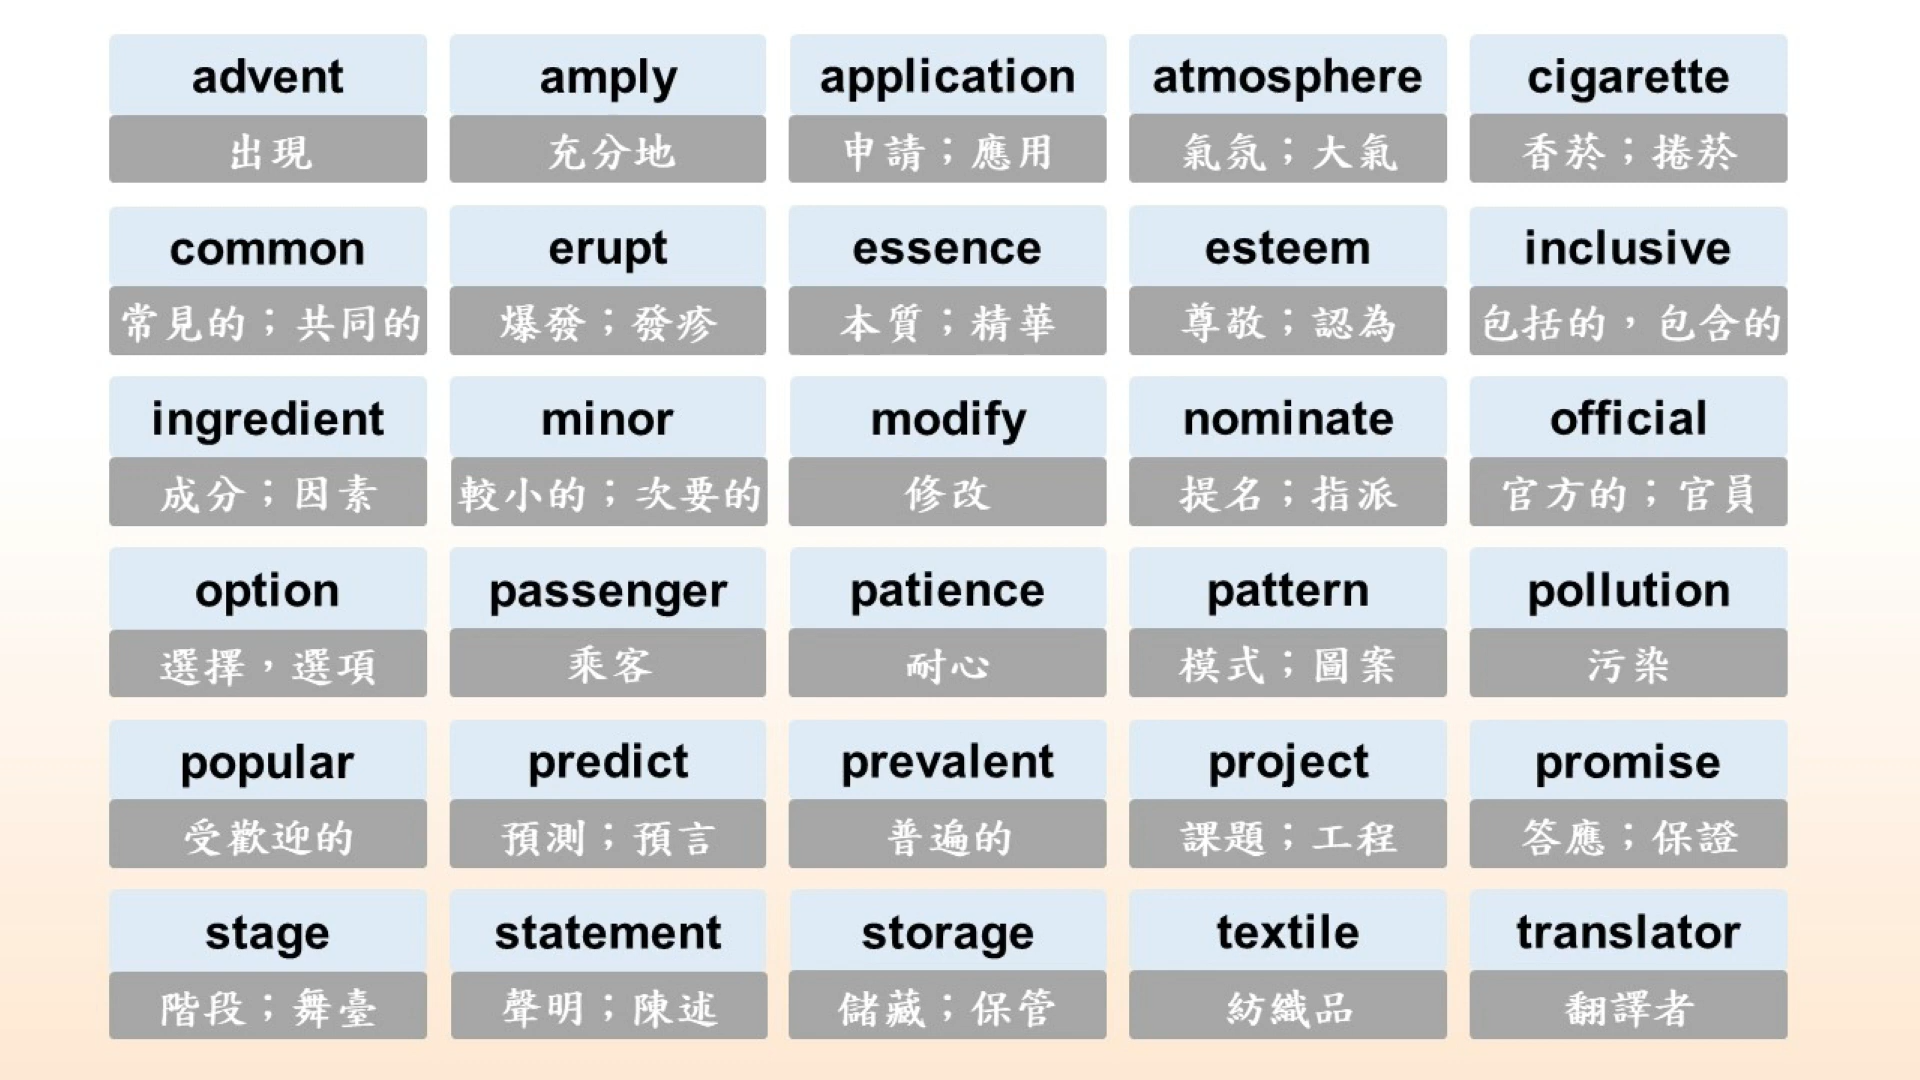 advent
出現
amply
充分地
application
申請；應用
atmosphere
氣氛；大氣
cigarette
香菸；捲菸
common
常見的；共同的
erupt
爆發；發疹
essence
本質；精華
esteem
尊敬；認為
inclusive
包括的，包含的
ingredient
成分；因素
minor
較小的；次要的
modify
修改
nominate
提名；指派
official
官方的；官員
option
選擇，選項
passenger
乘客
patience
耐心
pattern
模式；圖案
pollution
污染
popular
受歡迎的
predict
預測；預言
prevalent
普遍的
project
課題；工程
promise
答應；保證
stage
階段；舞臺
statement
聲明；陳述
storage
儲藏；保管
textile
紡織品
translator
翻譯者